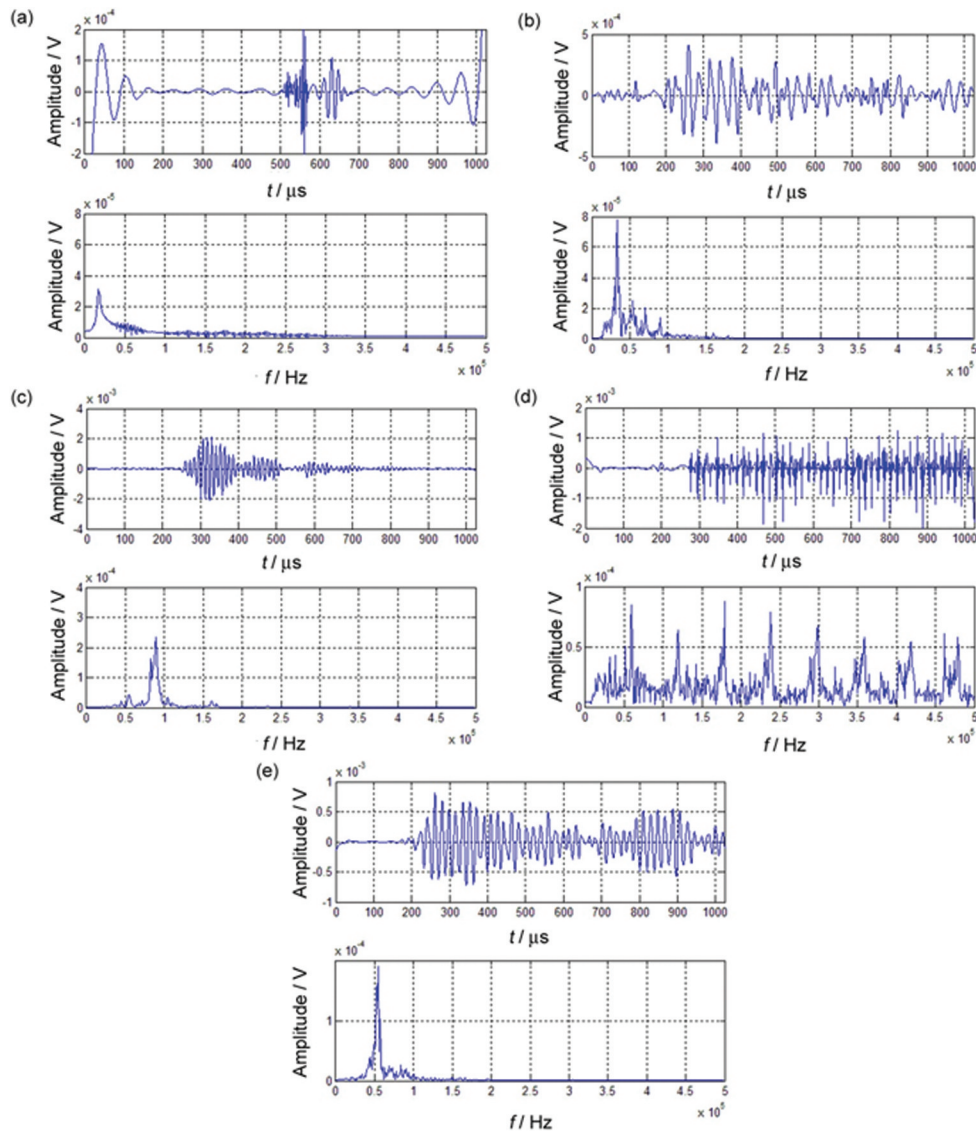 (a)
x 10⁻⁴
Amplitude / V
2
1
0
-1
-2
0 100 200 300 400 500 600 700 800 900 1000
t / μs
x 10⁻⁵
Amplitude / V
8
6
4
2
0
0 0.5 1 1.5 2 2.5 3 3.5 4 4.5 5
f / Hz
x 10⁵
(b)
x 10⁻⁴
Amplitude / V
5
0
-5
0 100 200 300 400 500 600 700 800 900 1000
t / μs
x 10⁻⁵
Amplitude / V
8
6
4
2
0
0 0.5 1 1.5 2 2.5 3 3.5 4 4.5 5
f / Hz
x 10⁵
(c)
x 10⁻³
Amplitude / V
4
2
0
-2
-4
0 100 200 300 400 500 600 700 800 900 1000
t / μs
x 10⁻⁴
Amplitude / V
4
3
2
1
0
0 0.5 1 1.5 2 2.5 3 3.5 4 4.5 5
f / Hz
x 10⁵
(d)
x 10⁻³
Amplitude / V
2
1
0
-1
-2
0 100 200 300 400 500 600 700 800 900 1000
t / μs
x 10⁻⁴
Amplitude / V
1
0.5
0
0 0.5 1 1.5 2 2.5 3 3.5 4 4.5 5
f / Hz
x 10⁵
(e)
x 10⁻³
Amplitude / V
1
0.5
0
-0.5
-1
0 100 200 300 400 500 600 700 800 900 1000
t / μs
x 10⁻⁴
Amplitude / V
1
0
0 0.5 1 1.5 2 2.5 3 3.5 4 4.5 5
f / Hz
x 10⁵